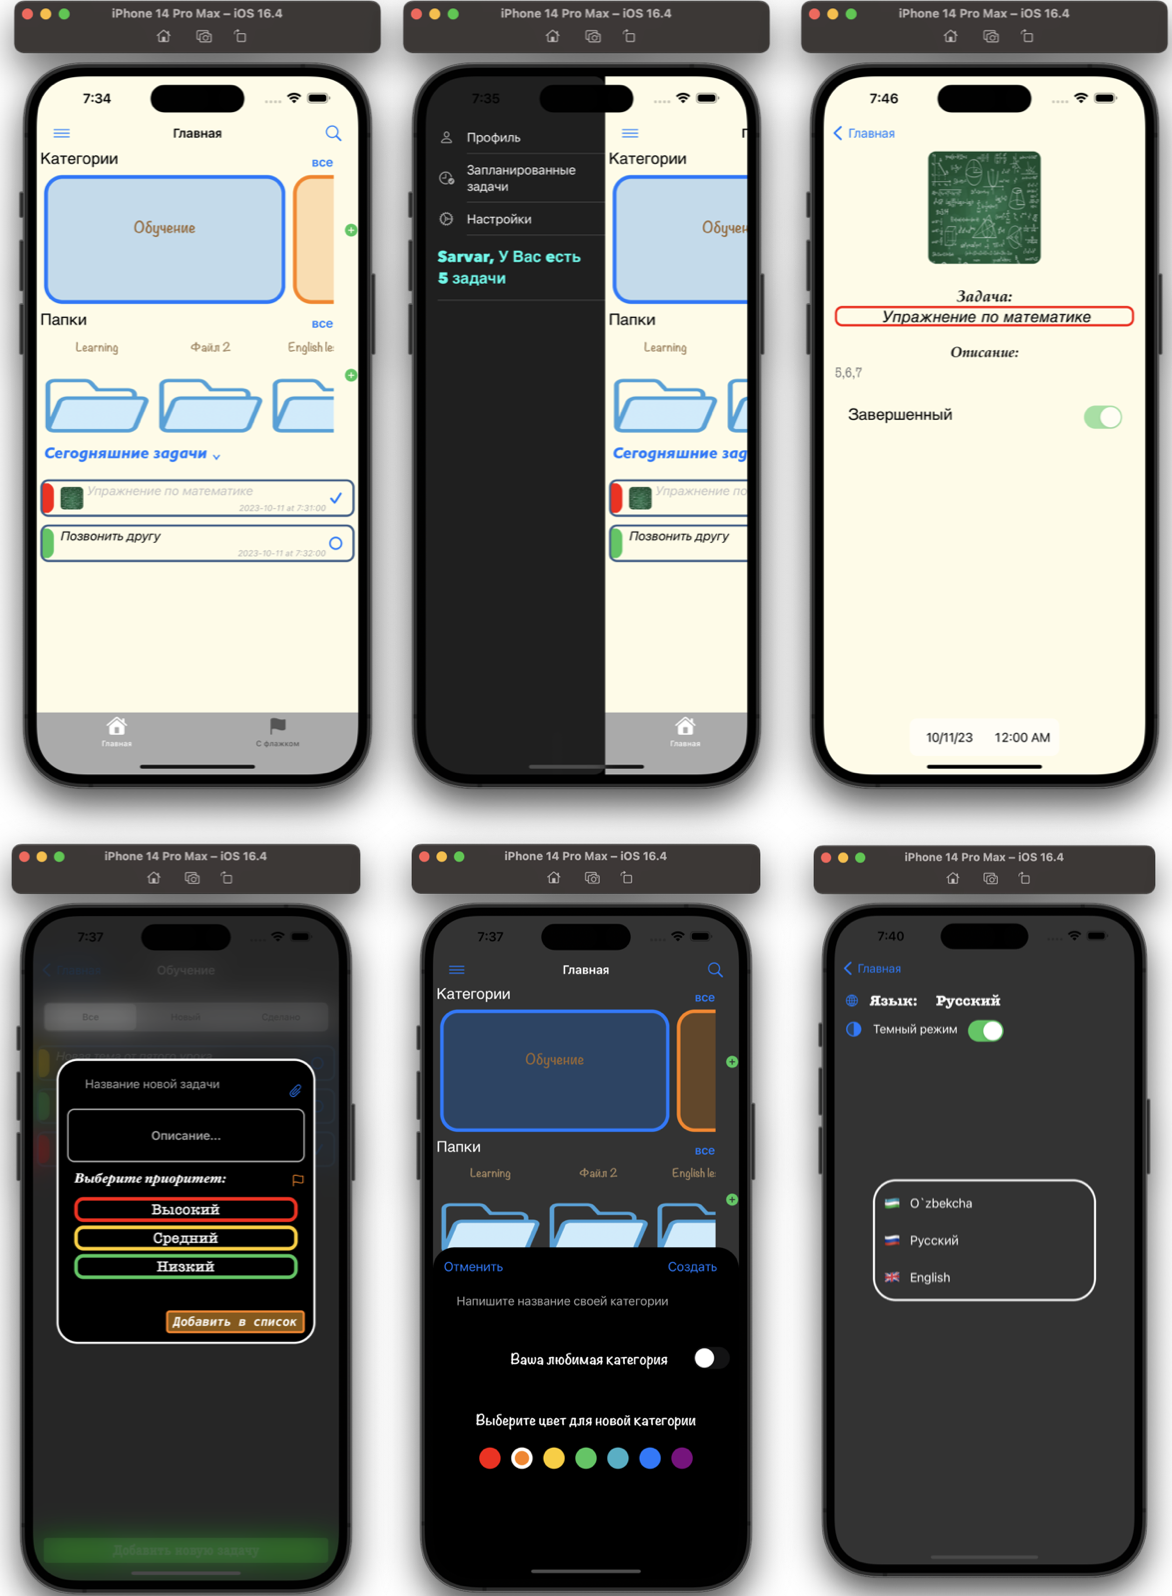 iPhone 14 Pro Max – iOS 16.4
7:34
Главная
Категории
все
Обучение
Папки
все
Learning
Файл 2
English le
Сегодняшние задачи
Упражнение по математике
2023-10-11 at 7:31:00
Позвонить другу
2023-10-11 at 7:32:00
Главная
С флажком
iPhone 14 Pro Max – iOS 16.4
7:35
Профиль
Запланированные
задачи
Настройки
Sarvar, У Вас есть
5 задачи
Категории
Обучен
Папки
Learning
Сегодняшние зад
Упражнение по
Позвонить другу
Главная
iPhone 14 Pro Max – iOS 16.4
7:46
Главная
Задача:
Упражнение по математике
Описание:
5,6,7
Завершенный
10/11/23 12:00 AM
iPhone 14 Pro Max – iOS 16.4
7:37
Обучение
Все
Новый
Сделано
Название новой задачи
Описание...
Выберите приоритет:
Высокий
Средний
Низкий
Добавить в список
Добавить новую задачу
iPhone 14 Pro Max – iOS 16.4
7:37
Главная
Категории
все
Обучение
Папки
все
Learning
Файл 2
English le
Отменить
Создать
Напишите название своей категории
Ваша любимая категория
Выберите цвет для новой категории
iPhone 14 Pro Max – iOS 16.4
7:40
Главная
Язык: Русский
Темный режим
O`zbekcha
Русский
English